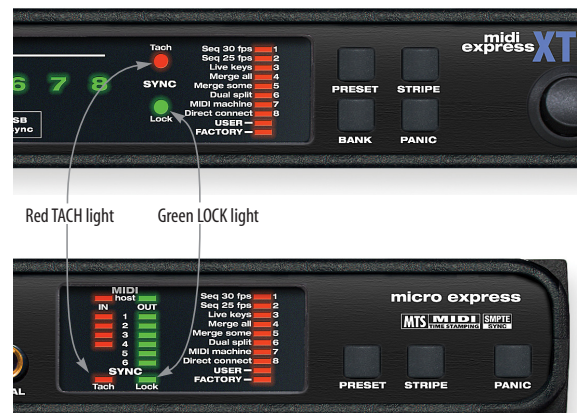 midi
express XT
Tach
SYNC
Lock
6 7 8
Seq 30 fps 1
Seq 25 fps 2
Live keys 3
Merge all 4
Merge some 5
Dual split 6
MIDI machine 7
Direct connect 8
USER
FACTORY
PRESET STRIPE
BANK PANIC
SB
ync
Red TACH light Green LOCK light
MIDI
host
IN OUT
1
2
3
4
5
6
SYNC
Tach Lock
Seq 30 fps 1
Seq 25 fps 2
Live keys 3
Merge all 4
Merge some 5
Dual split 6
MIDI machine 7
Direct connect 8
USER
FACTORY
micro express
MTS MIDI TIME STAMPING SMPTE SYNC
PRESET STRIPE PANIC
AL